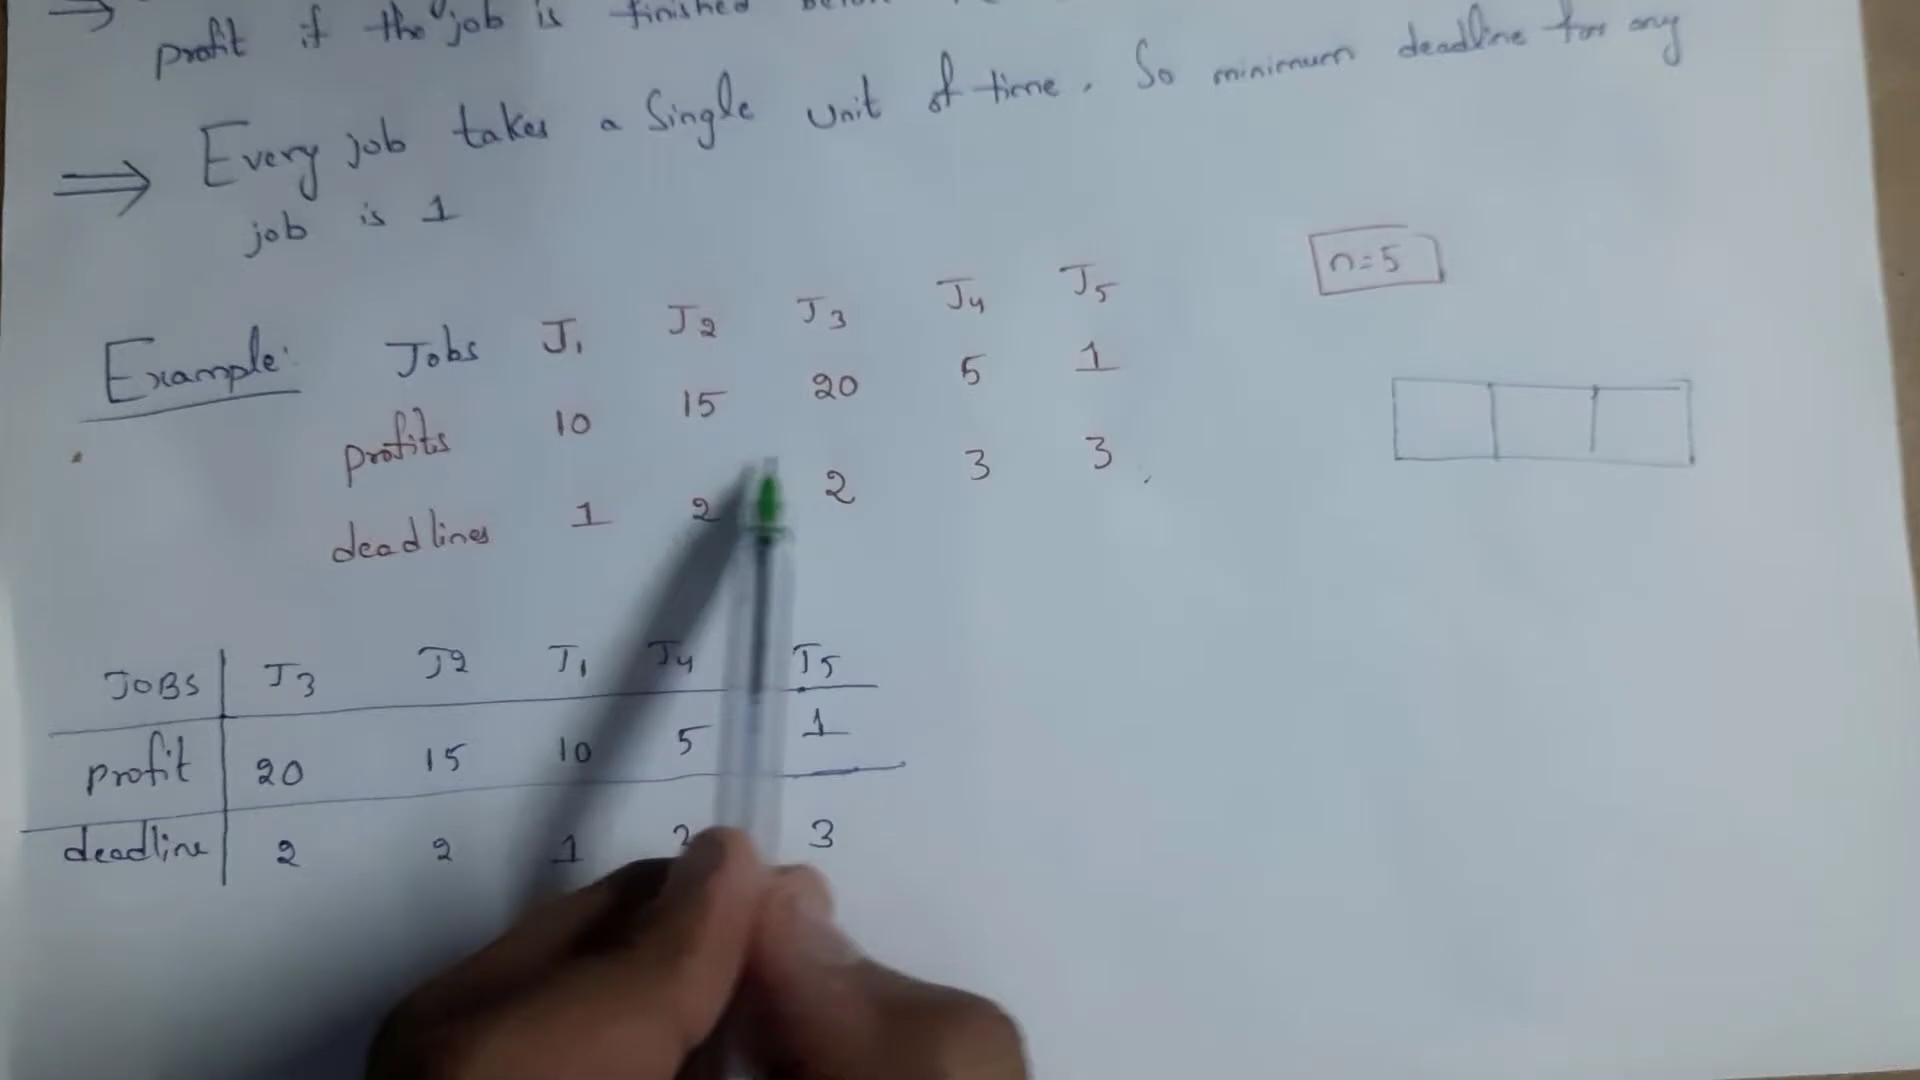 profit if the job is finished
Every job takes a Single unit of time. So minimum deadline for any
job is 1
n=5
Example: Jobs J1 J2 J3 J4 J5
profits 10 15 20 5 1
deadlines 1 2 2 3 3
JOBS J3 J2 J1 J4 J5
profit 20 15 10 5 1
deadline 2 2 1 3